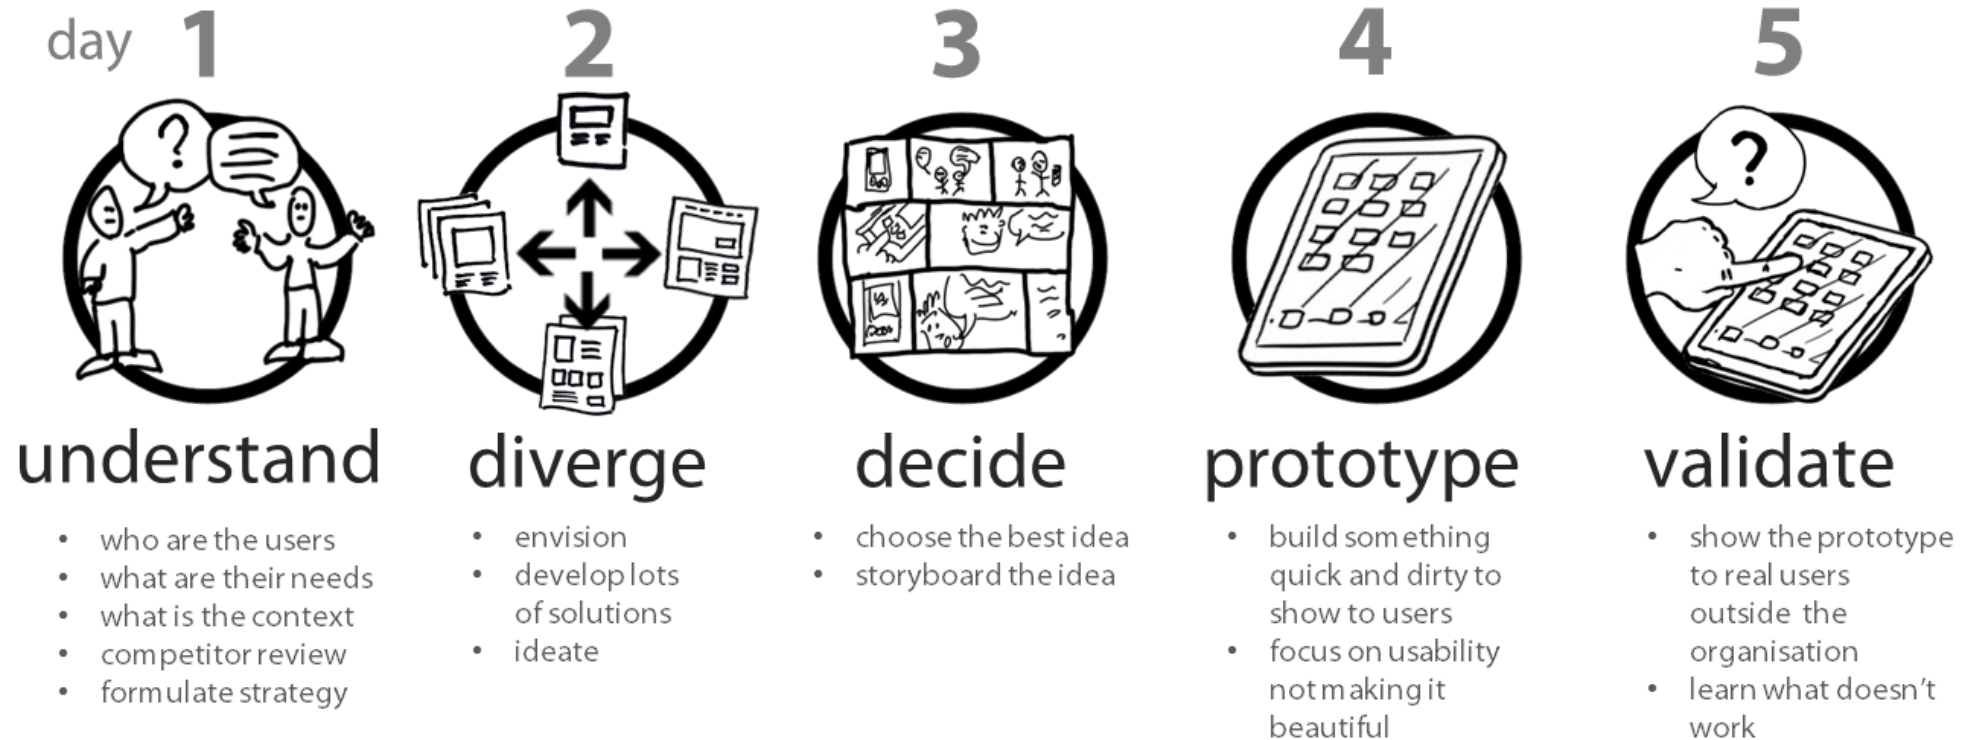 day 1 2 3 4 5
understand
• who are the users
• what are their needs
• what is the context
• competitor review
• formulate strategy
diverge
• envision
• develop lots
of solutions
• ideate
decide
• choose the best idea
• storyboard the idea
prototype
• build something
quick and dirty to
show to users
• focus on usability
not making it
beautiful
validate
• show the prototype
to real users
outside the
organisation
• learn what doesn't
work
?
?